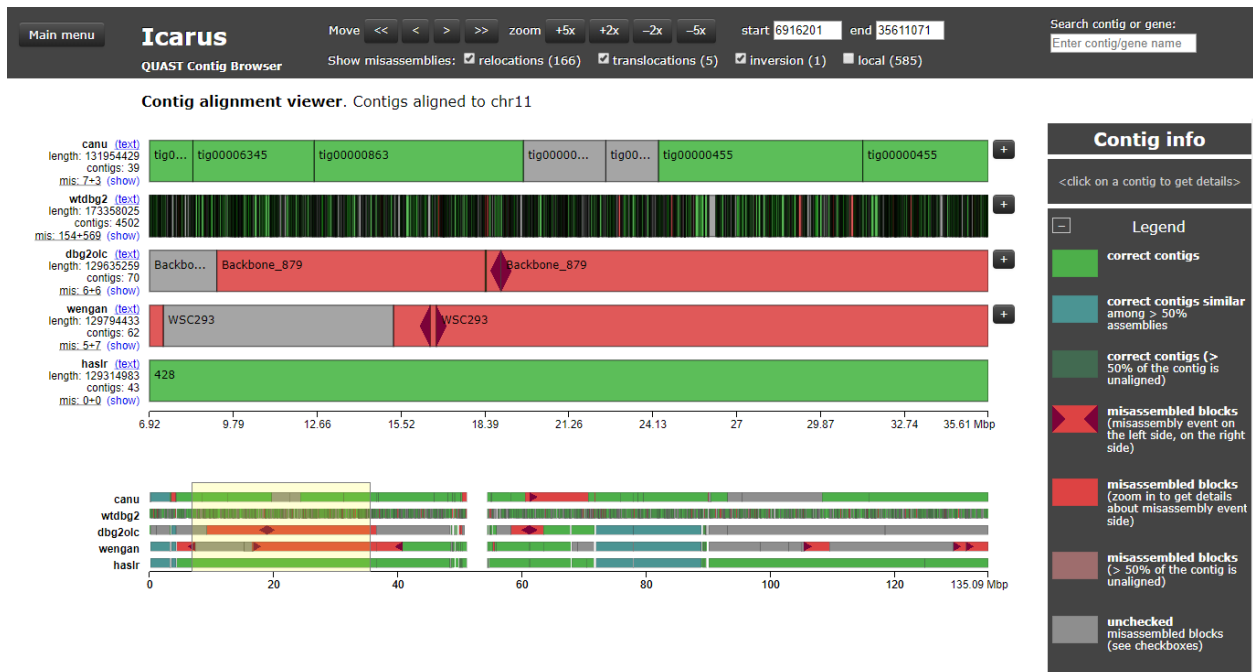 Main menu
Icarus
QUAST Contig Browser
Move << < > >> zoom +5x +2x –2x –5x start 6916201 end 35611071
Show misassemblies: relocations (166) translocations (5) inversion (1) local (585)
Search contig or gene:
Enter contig/gene name
Contig alignment viewer. Contigs aligned to chr11
canu (text)
length: 131954429
contigs: 39
mis: 7+3 (show)
tig0... tig00006345 tig00000863 tig00000... tig00... tig00000455 tig00000455
+
wtdbg2 (text)
length: 173358025
contigs: 4502
mis: 154+569 (show)
+
dbg2olc (text)
length: 129635259
contigs: 70
mis: 6+6 (show)
Backbo... Backbone_879 Backbone_879
+
wengan (text)
length: 129794433
contigs: 62
mis: 5+7 (show)
WSC293 WSC293
+
haslr (text)
length: 129314983
contigs: 43
mis: 0+0 (show)
428
6.92 9.79 12.66 15.52 18.39 21.26 24.13 27 29.87 32.74 35.61 Mbp
canu
wtdbg2
dbg2olc
wengan
haslr
0 20 40 60 80 100 120 135.09 Mbp
Contig info
<click on a contig to get details>
– Legend
correct contigs
correct contigs similar
among > 50%
assemblies
correct contigs (>
50% of the contig is
unaligned)
misassembled blocks
(misassembly event on
the left side, on the right
side)
misassembled blocks
(zoom in to get details
about misassembly event
side)
misassembled blocks
(> 50% of the contig is
unaligned)
unchecked
misassembled blocks
(see checkboxes)